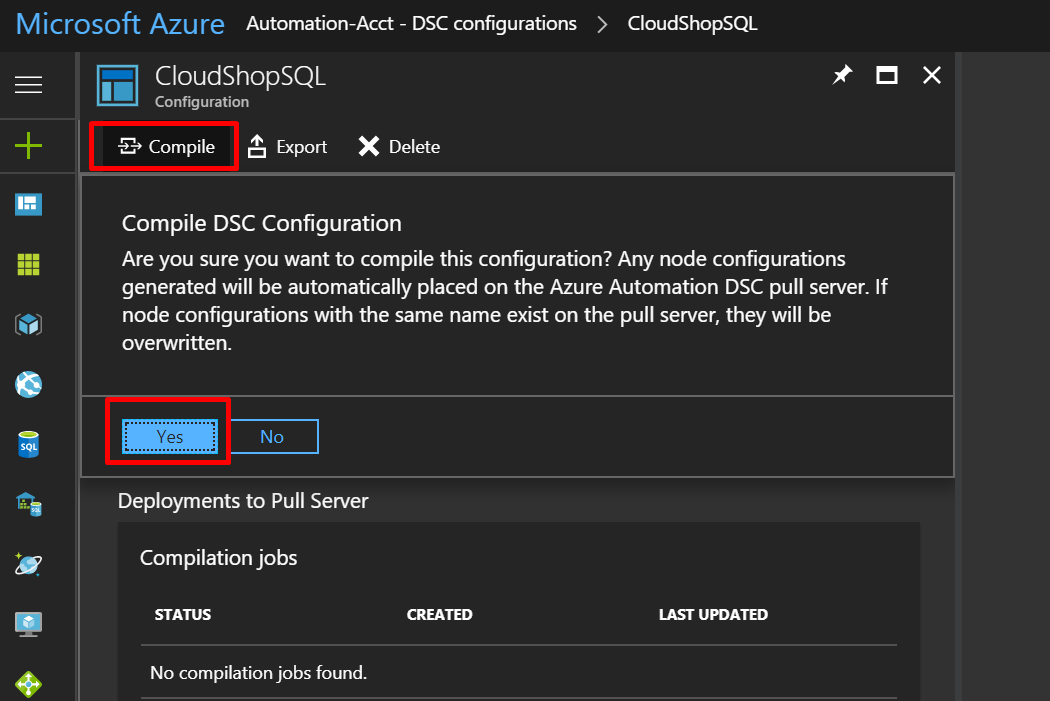 Microsoft Azure Automation-Acct - DSC configurations > CloudShopSQL
CloudShopSQL
Configuration
Compile Export Delete
Compile DSC Configuration
Are you sure you want to compile this configuration? Any node configurations
generated will be automatically placed on the Azure Automation DSC pull server. If
node configurations with the same name exist on the pull server, they will be
overwritten.
Yes No
SQL
Deployments to Pull Server
Compilation jobs
STATUS CREATED LAST UPDATED
No compilation jobs found.